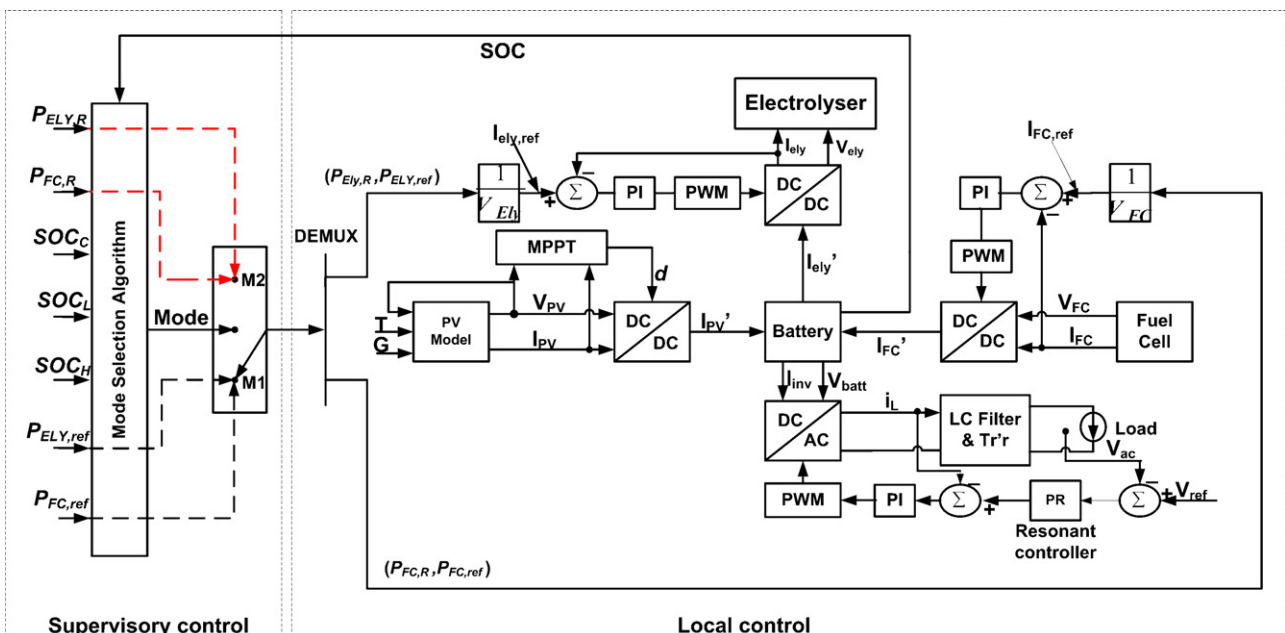 SOC
P_ELY,R
P_FC,R
SOC_C
SOC_L
SOC_H
P_ELY,ref
P_FC,ref
Mode Selection Algorithm
Mode
M2
M1
DEMUX
(P_Ely,R , P_ELY,ref)
1
V_Ely
I_ely,ref
+
−
Σ
PI
PWM
DC
DC
Electrolyser
I_ely
V_ely
I_ely’
MPPT
d
T
G
PV
Model
V_PV
I_PV
DC
DC
I_PV’
Battery
I_FC’
DC
DC
PWM
PI
Σ
+
−
I_FC,ref
1
V_FC
V_FC
I_FC
Fuel
Cell
I_inv
V_batt
DC
AC
i_L
LC Filter
& Tr’r
Load
V_ac
PWM
PI
Σ
−
+
PR
Resonant
controller
Σ
−
+
V_ref
(P_FC,R , P_FC,ref)
Supervisory control
Local control